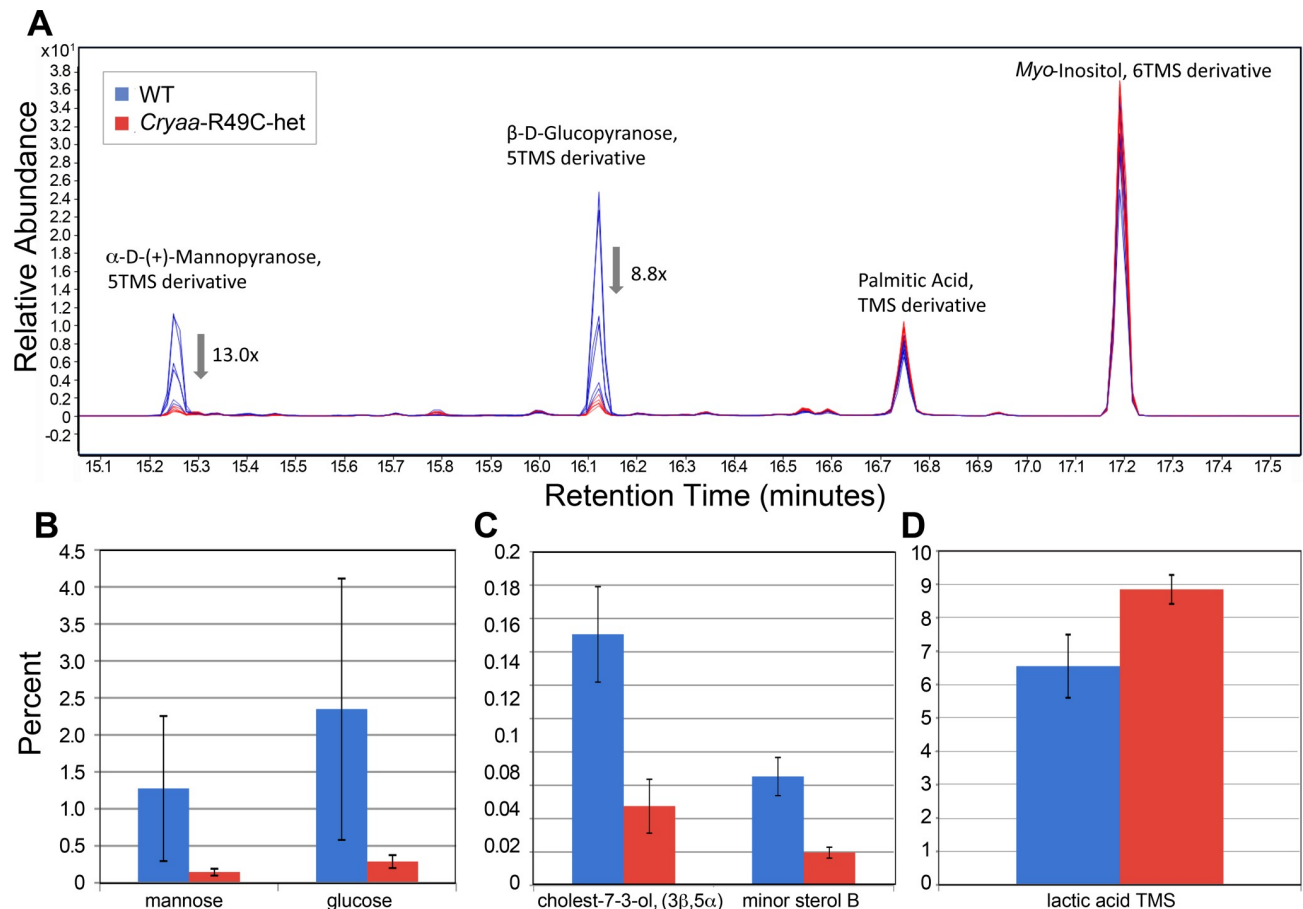 A
x10¹
3.8
3.6
3.4
3.2
3.0
2.8
2.6
2.4
2.2
2.0
1.8
1.6
1.4
1.2
1.0
0.8
0.6
0.4
0.2
0
-0.2
Relative Abundance
WT
Cryaa-R49C-het
α-D-(+)-Mannopyranose,
5TMS derivative
13.0x
β-D-Glucopyranose,
5TMS derivative
8.8x
Palmitic Acid,
TMS derivative
Myo-Inositol, 6TMS derivative
15.1 15.2 15.3 15.4 15.5 15.6 15.7 15.8 15.9 16.0 16.1 16.2 16.3 16.4 16.5 16.6 16.7 16.8 16.9 17.0 17.1 17.2 17.3 17.4 17.5
Retention Time (minutes)
B
Percent
4.5
4.0
3.5
3.0
2.5
2.0
1.5
1.0
0.5
0
mannose glucose
C
0.2
0.16
0.16
0.14
0.12
0.08
0.04
0.02
0
cholest-7-3-ol, (3β,5α) minor sterol B
D
10
9
8
7
6
5
4
3
2
1
0
lactic acid TMS